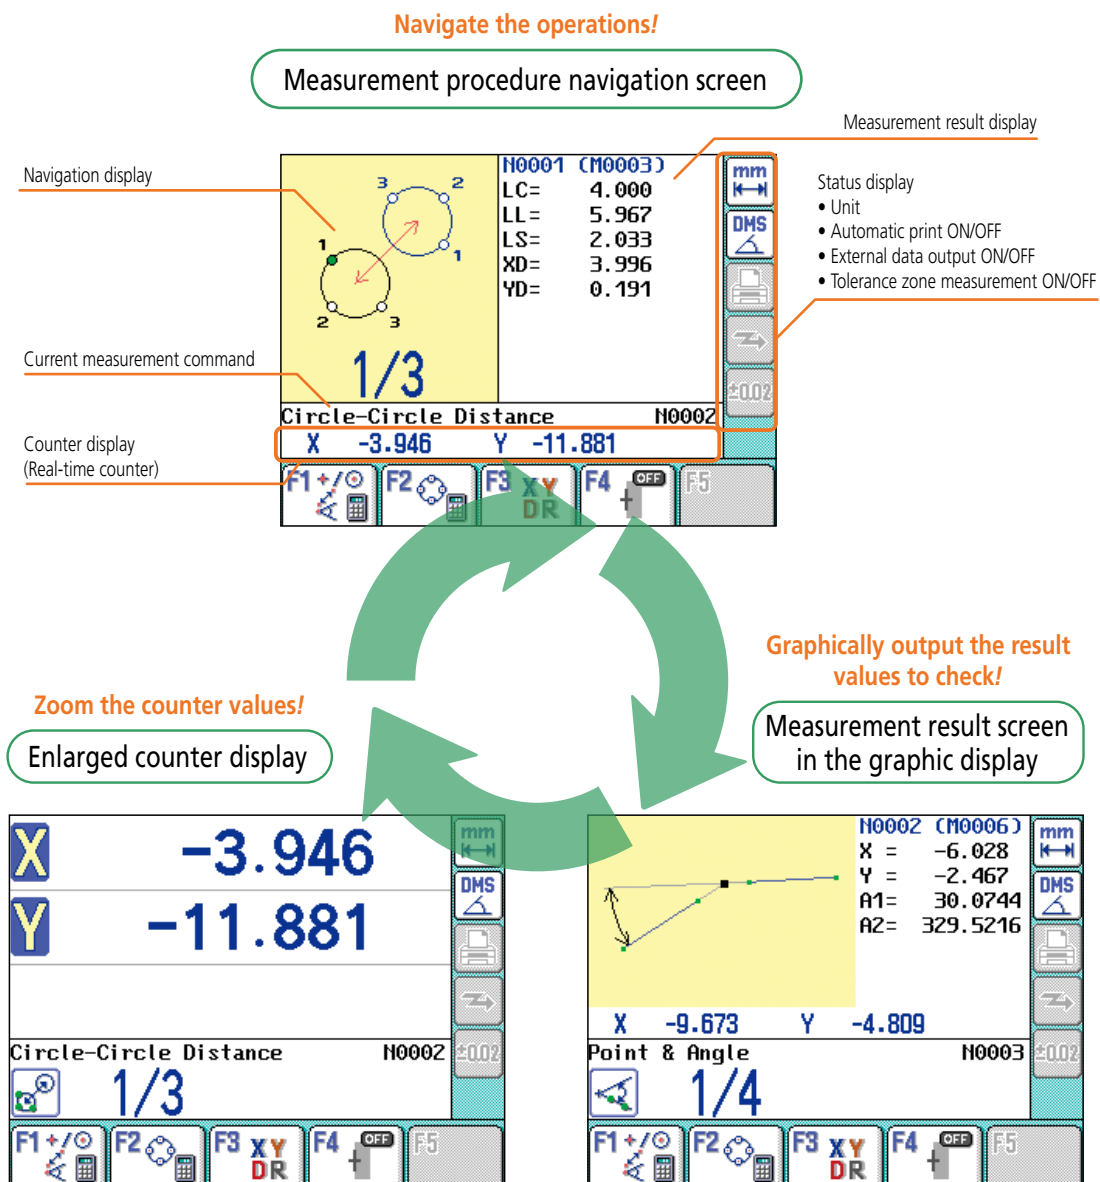 Navigate the operations!
Measurement procedure navigation screen
Measurement result display
Navigation display
Status display
• Unit
• Automatic print ON/OFF
• External data output ON/OFF
• Tolerance zone measurement ON/OFF
Current measurement command
Counter display
(Real-time counter)
3 2
1 1
2 3
1/3
N0001 (M0003)
LC= 4.000
LL= 5.967
LS= 2.033
XD= 3.996
YD= 0.191
mm
DMS
±0.02
Circle-Circle Distance N0002
X -3.946 Y -11.881
F1 +/ F2 F3 XY DR F4 OFF F5
Graphically output the result
values to check!
Measurement result screen
in the graphic display
Zoom the counter values!
Enlarged counter display
X -3.946
Y -11.881
mm
DMS
±0.02
Circle-Circle Distance N0002
1/3
F1 +/ F2 F3 XY DR F4 OFF F5
N0002 (M0006)
X = -6.028
Y = -2.467
A1= 30.0744
A2= 329.5216
mm
DMS
±0.02
X -9.673 Y -4.809
Point & Angle N0003
1/4
F1 +/ F2 F3 XY DR F4 OFF F5